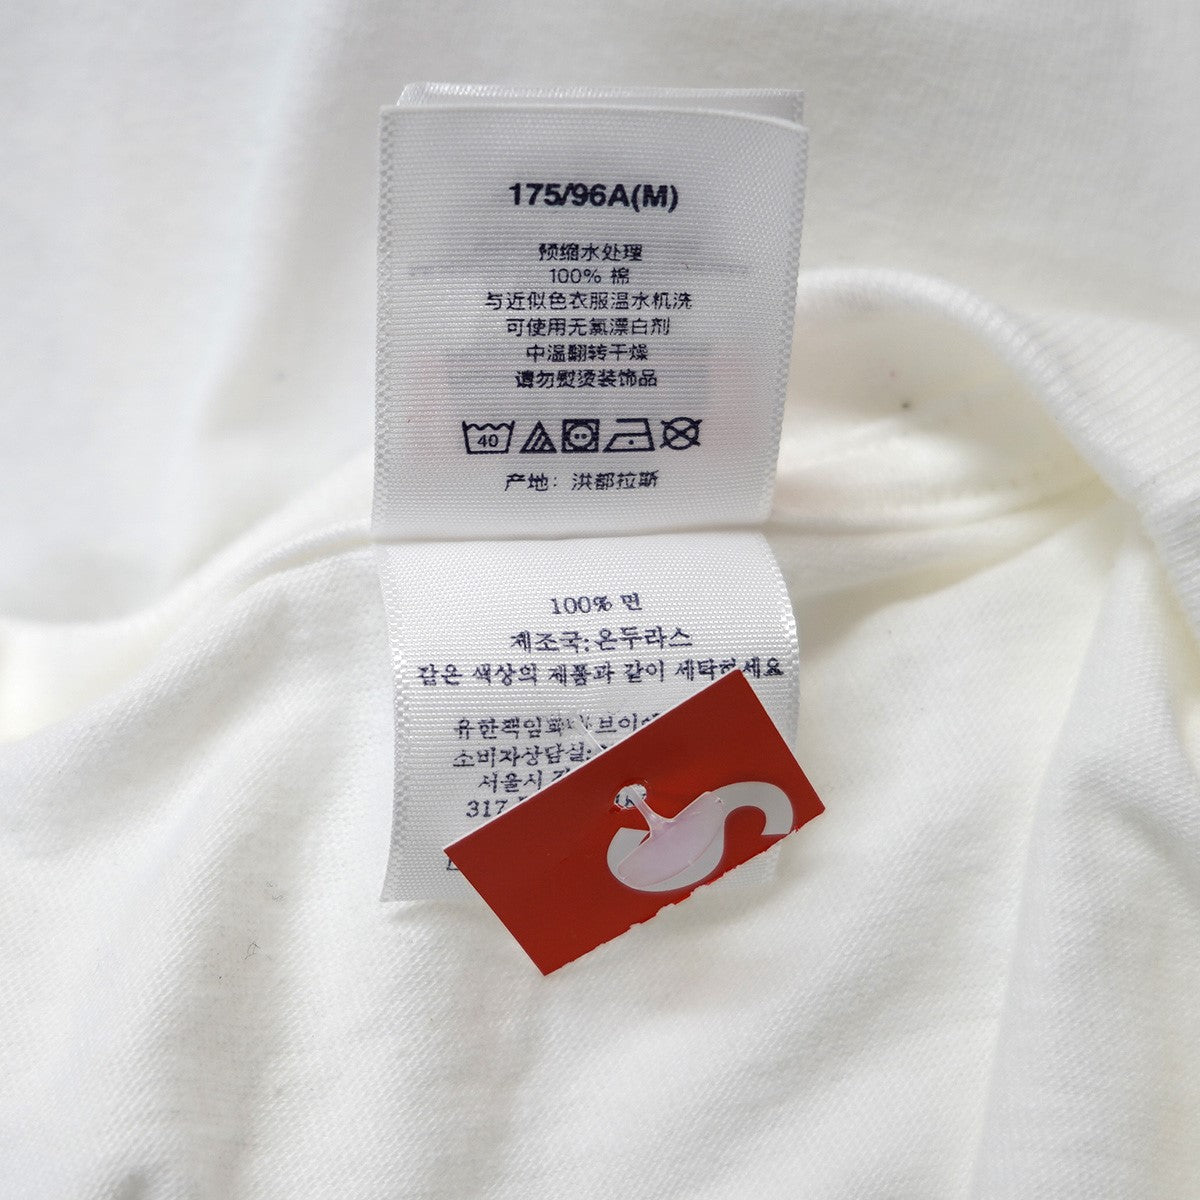 175/96A(M)
预缩水处理
100% 棉
与近似色衣服温水机洗
可使用无氯漂白剂
中温翻转干燥
请勿熨烫装饰品
40
产地: 洪都拉斯
100% 면
제조국: 온두라스
같은 색상의 제품과 같이 세탁하세요
유한책임회사
소비자상담실:
서울시
317